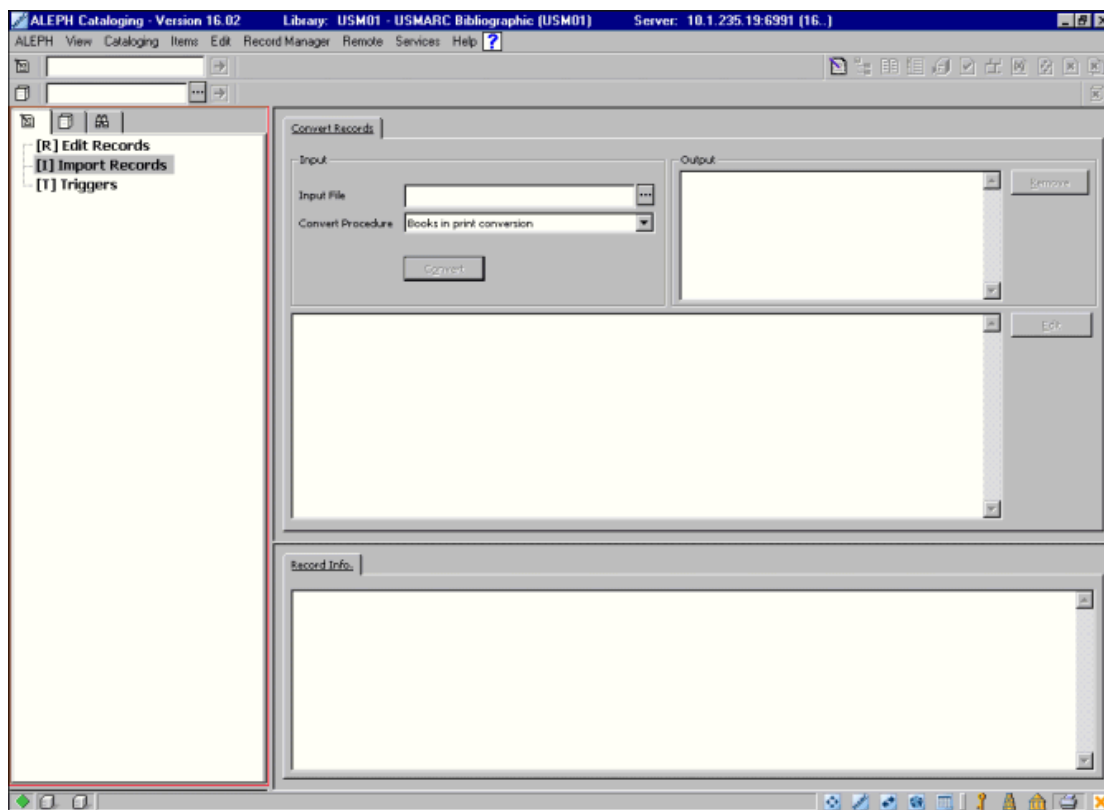 ALEPH Cataloging - Version 16.02 Library: USM01 - USMARC Bibliographic (USM01) Server: 10.1.235.19:6991 (16..)
ALEPH View Cataloging Items Edit Record Manager Remote Services Help ?
[R] Edit Records
[I] Import Records
[T] Triggers
Convert Records
Input
Output
Input File
Remove
Convert Procedure Books in print conversion
Convert
Edit
Record Info.